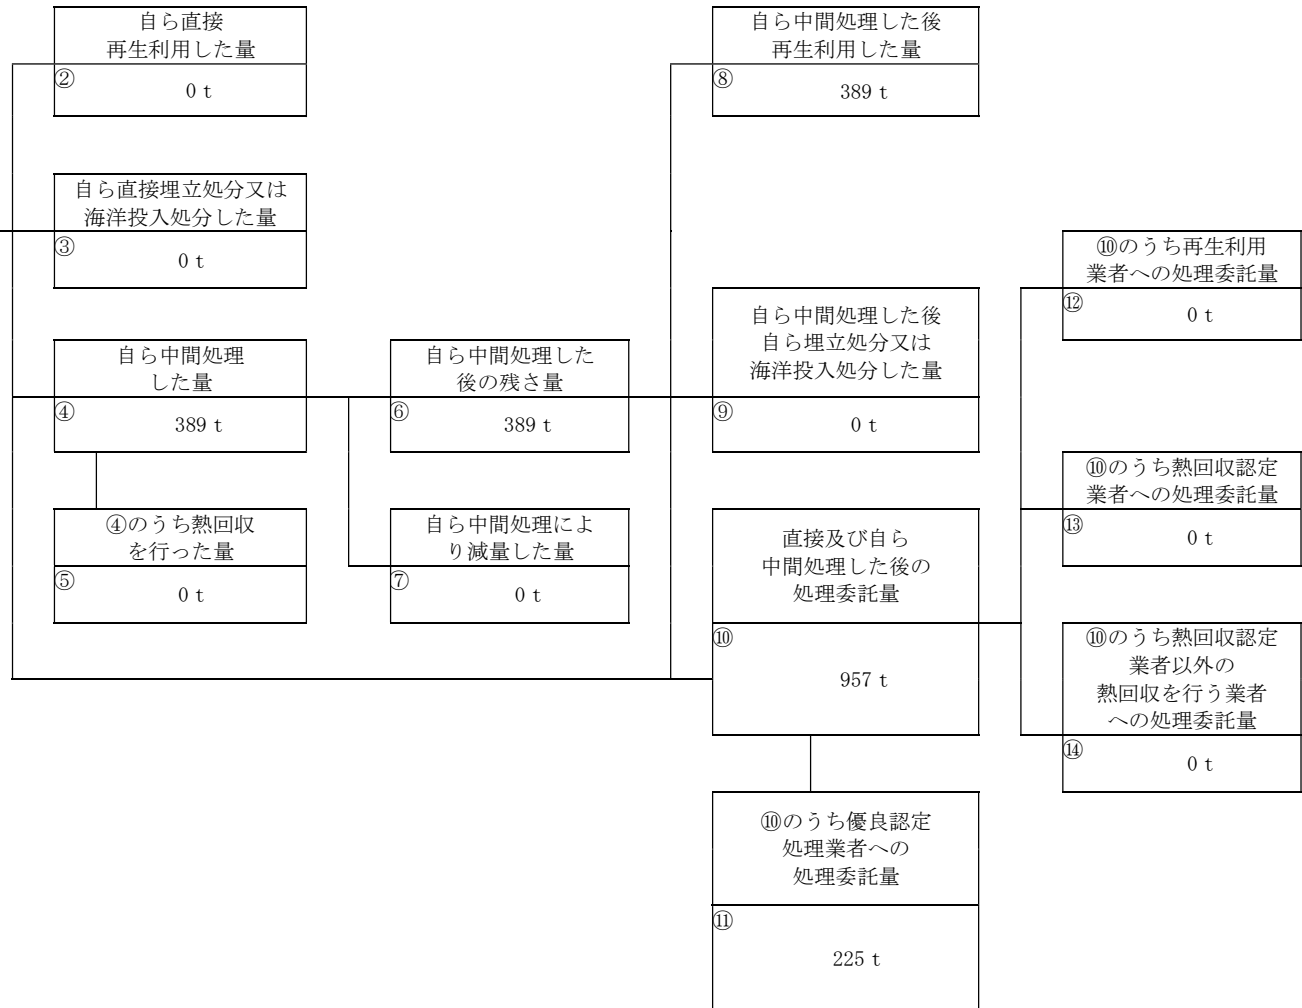 自ら直接
再生利用した量
②
0 t
自ら直接埋立処分又は
海洋投入処分した量
③
0 t
自ら中間処理
した量
④
389 t
④のうち熱回収
を行った量
⑤
0 t
自ら中間処理した
後の残さ量
⑥
389 t
自ら中間処理によ
り減量した量
⑦
0 t
自ら中間処理した後
再生利用した量
⑧
389 t
自ら中間処理した後
自ら埋立処分又は
海洋投入処分した量
⑨
0 t
直接及び自ら
中間処理した後の
処理委託量
⑩
957 t
⑩のうち優良認定
処理業者への
処理委託量
⑪
225 t
⑩のうち再生利用
業者への処理委託量
⑫
0 t
⑩のうち熱回収認定
業者への処理委託量
⑬
0 t
⑩のうち熱回収認定
業者以外の
熱回収を行う業者
への処理委託量
⑭
0 t